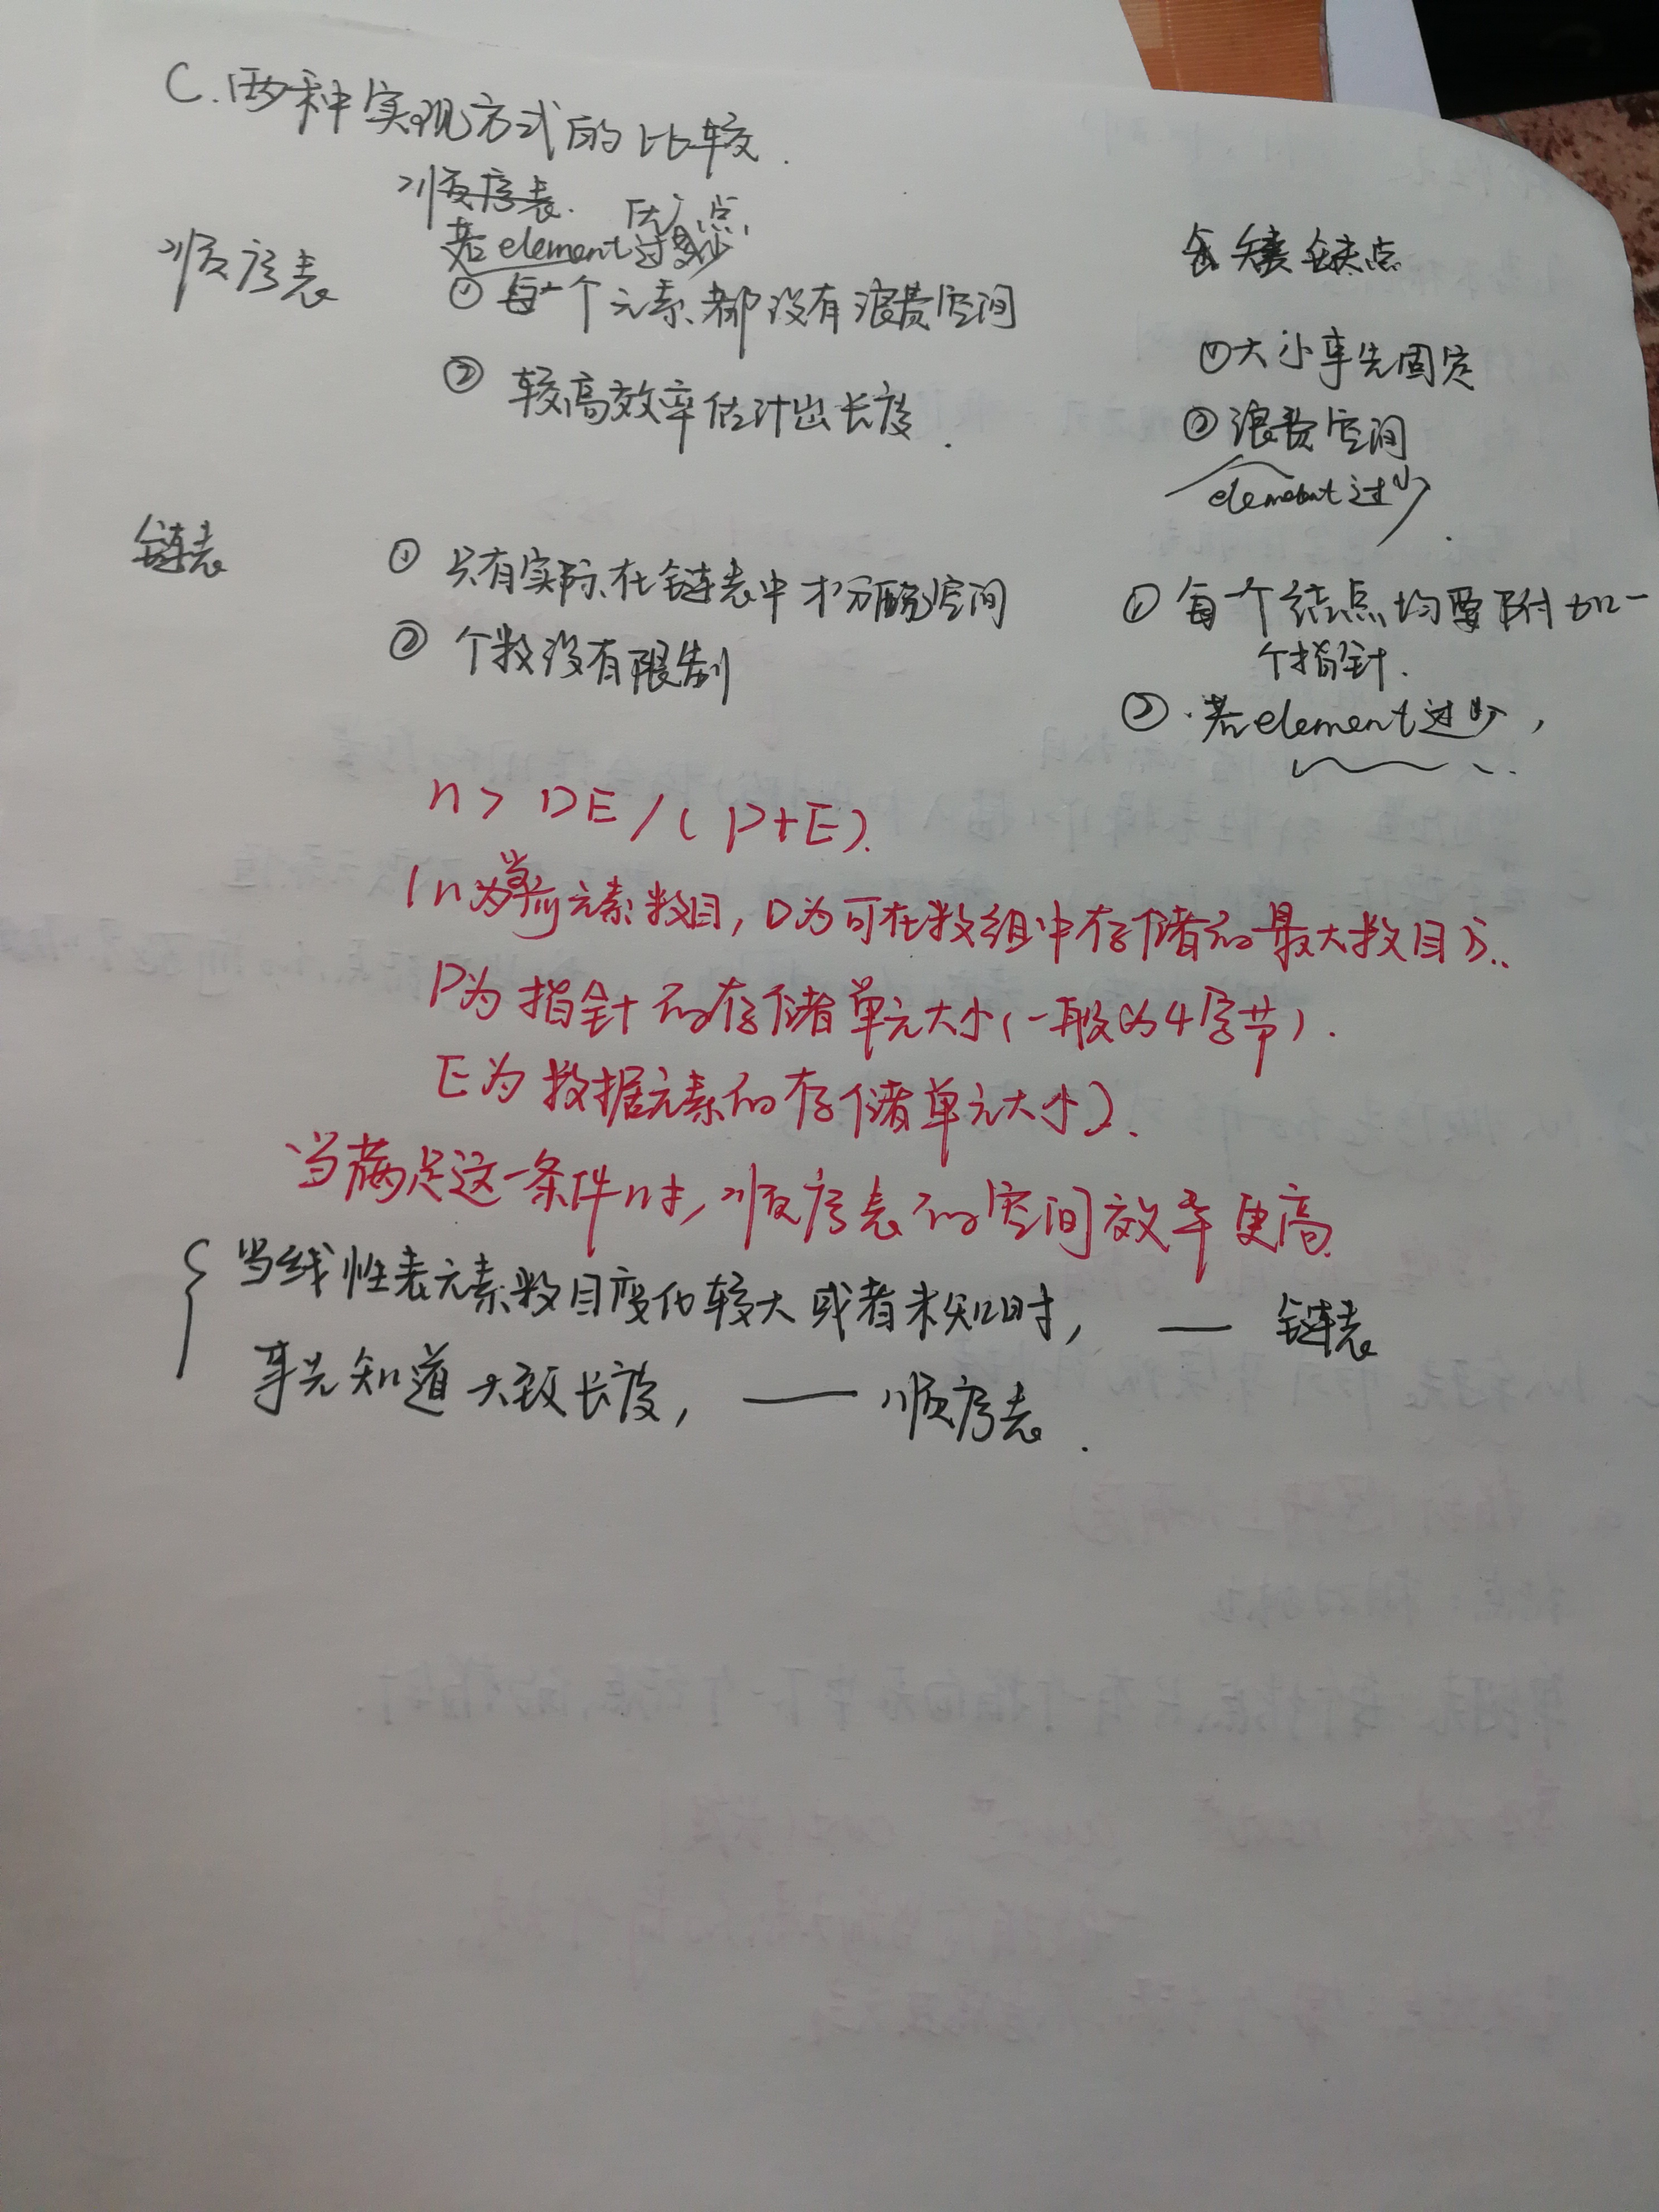 C.两种实现方式的比较.
顺序表. 优点
若element过多少
顺序表 ①每一个元素都没有浪费空间
②较高效率估计出长度.
缺点
①大小事先固定
②浪费空间
element过少
链表 ①只有实际在链表中才分配空间
②个数没有限制
①每一个结点均要附加一
个指针.
②.若element过少,
n > DE/(P+E).
(n为当前元素数目,D为可在数组中存储的最大数目).
P为指针的存储单元大小(一般为4字节).
E为数据元素的存储单元大小).
当满足这一条件时,顺序表的空间效率更高
当线性表元素数目变化较大或者未知时, — 链表
事先知道大致长度, — 顺序表.